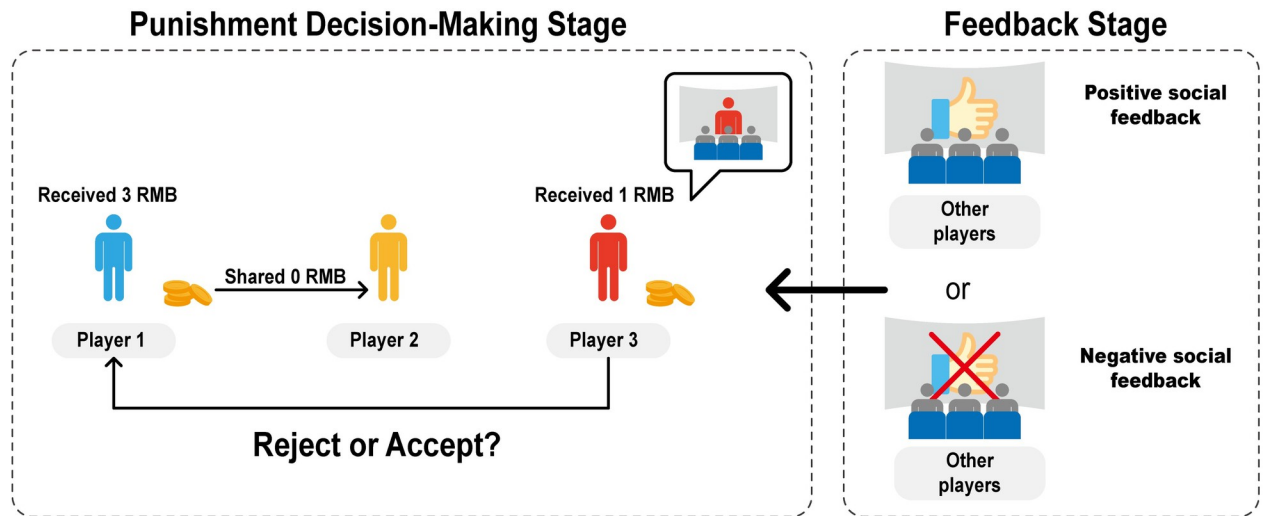 Punishment Decision-Making Stage
Received 3 RMB
Received 1 RMB
Shared 0 RMB
Player 1
Player 2
Player 3
Reject or Accept?
Feedback Stage
Positive social
feedback
Other
players
or
Negative social
feedback
Other
players